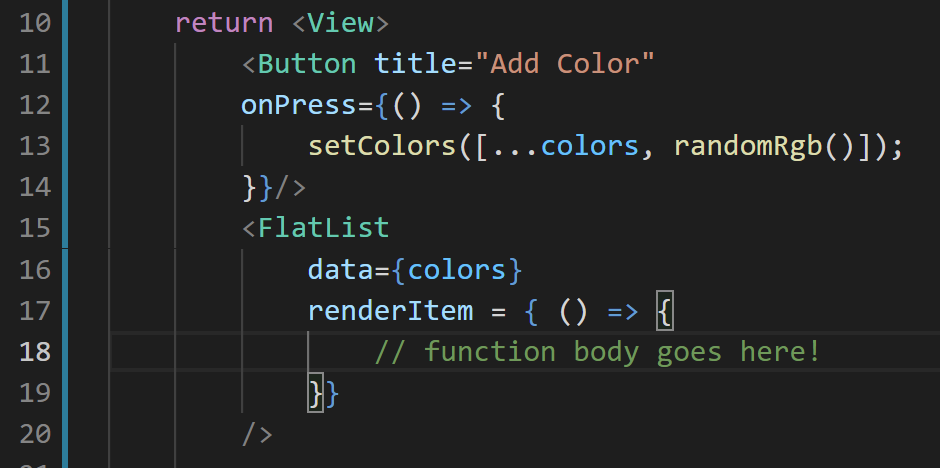 10 return <View>
11 <Button title="Add Color"
12 onPress={() => {
13 setColors([...colors, randomRgb()]);
14 }}/>
15 <FlatList
16 data={colors}
17 renderItem = { () => {
18 // function body goes here!
19 }}
20 />